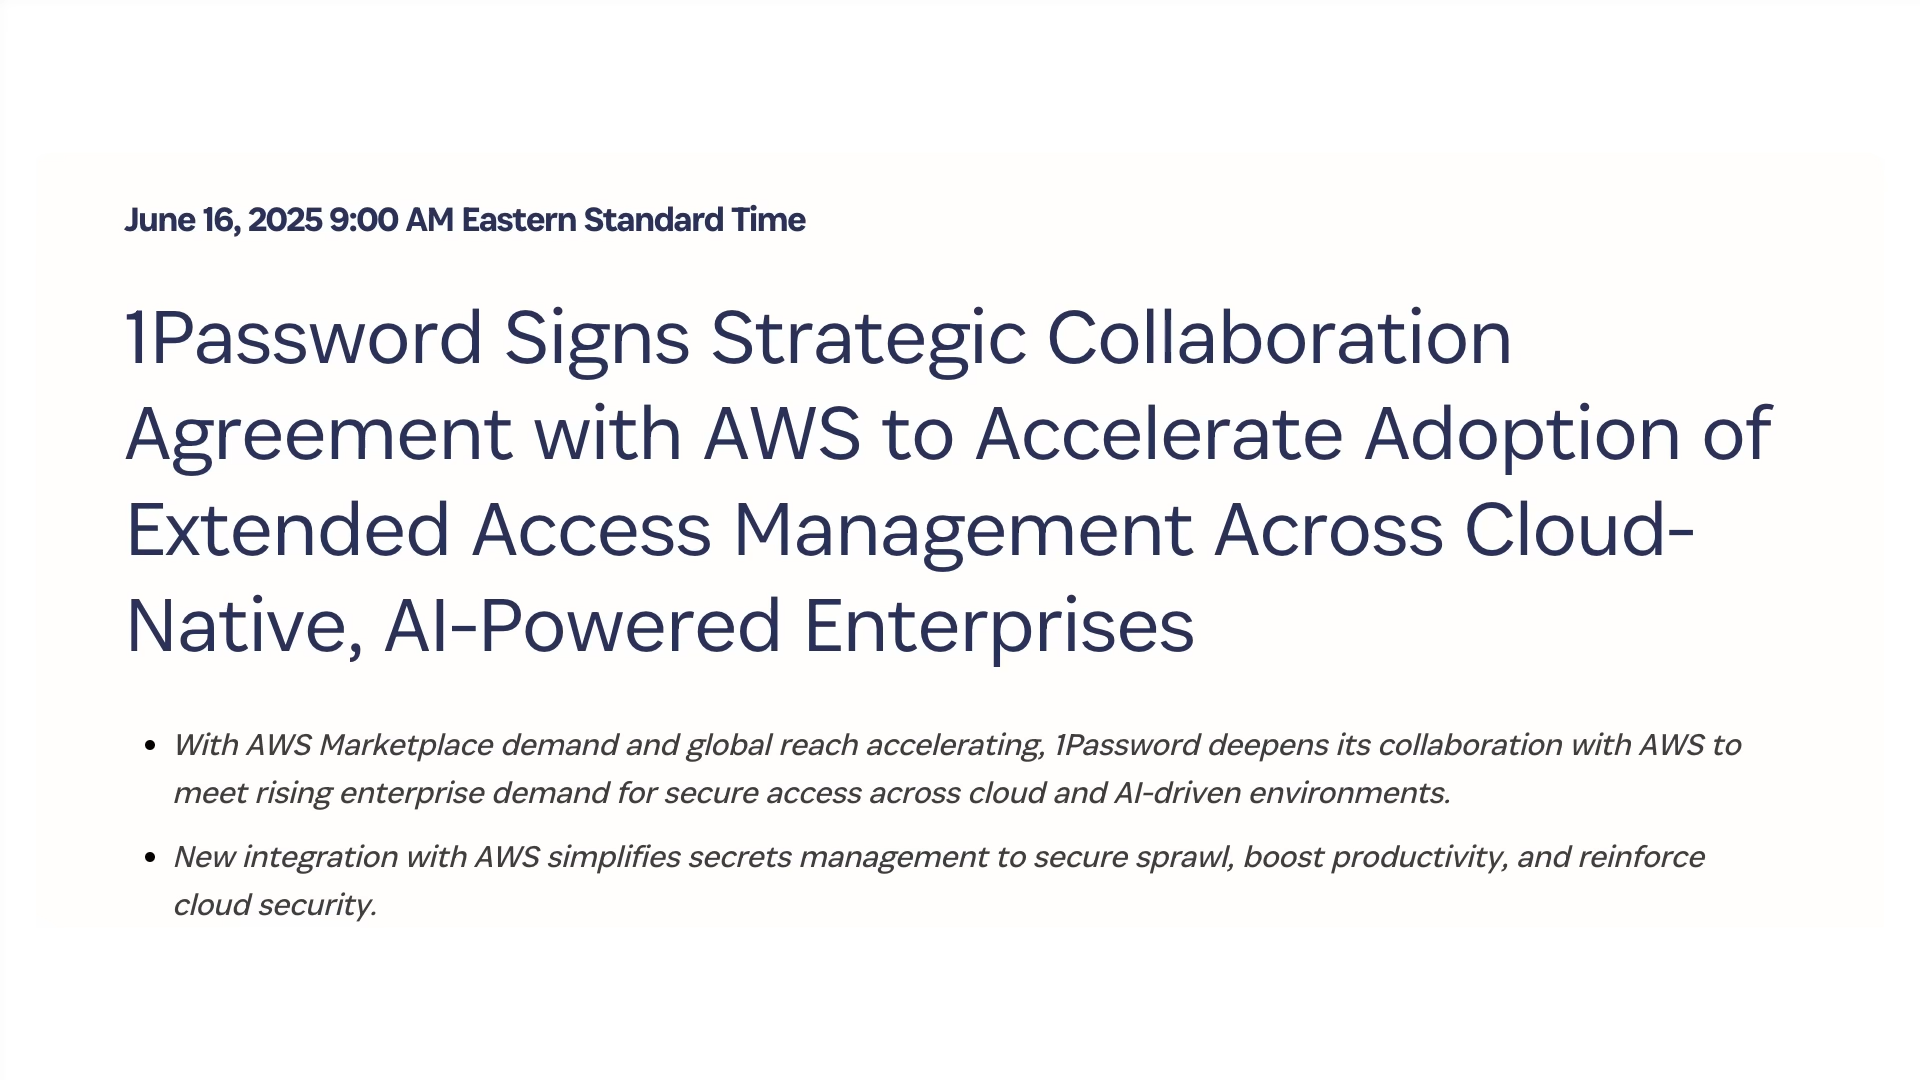 June 16, 2025 9:00 AM Eastern Standard Time
1Password Signs Strategic Collaboration
Agreement with AWS to Accelerate Adoption of
Extended Access Management Across Cloud-
Native, AI-Powered Enterprises
• With AWS Marketplace demand and global reach accelerating, 1Password deepens its collaboration with AWS to
meet rising enterprise demand for secure access across cloud and AI-driven environments.
• New integration with AWS simplifies secrets management to secure sprawl, boost productivity, and reinforce
cloud security.